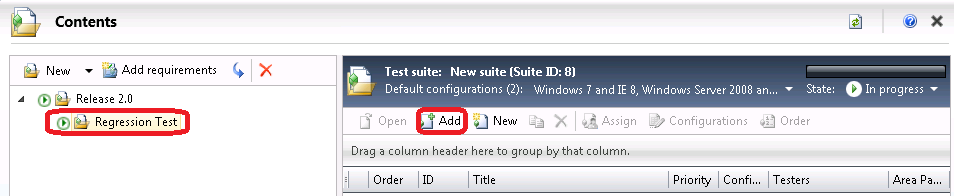 Contents
New Add requirements
Release 2.0
Regression Test
Test suite: New suite (Suite ID: 8)
Default configurations (2): Windows 7 and IE 8, Windows Server 2008 an... State: In progress
Open Add New Assign Configurations Order
Drag a column header here to group by that column.
Order ID Title Priority Confi... Testers Area Pa...